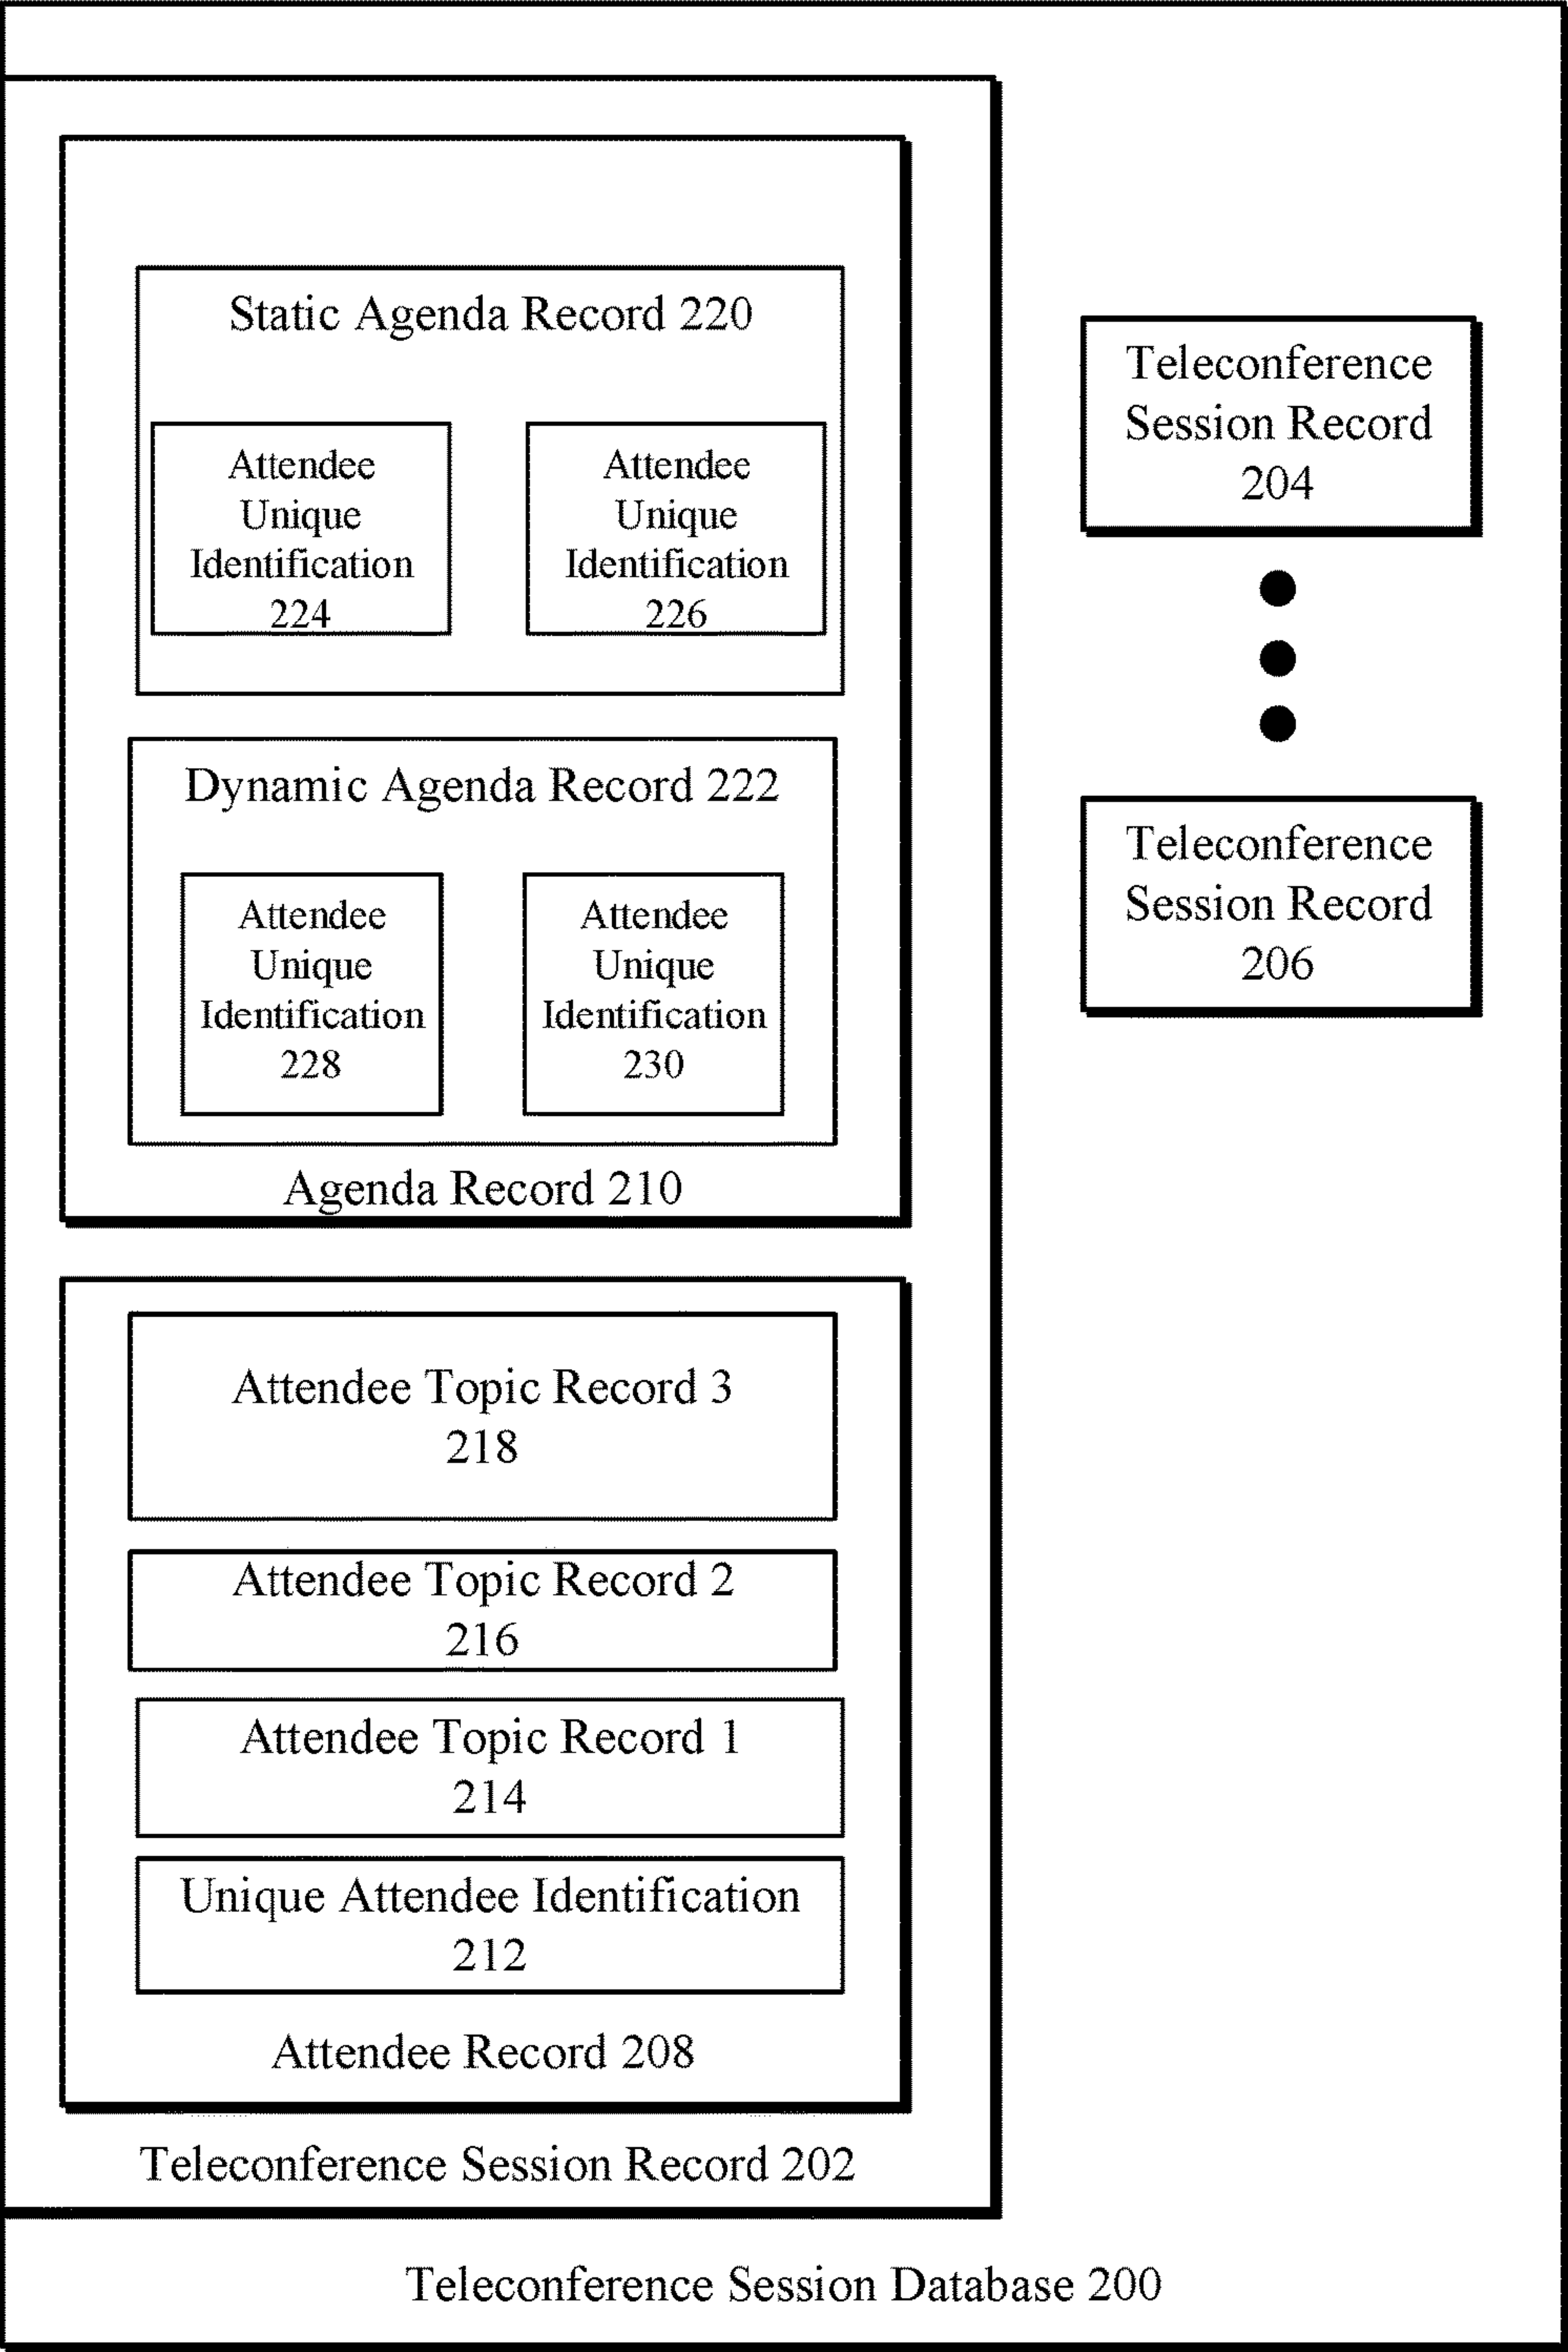 Static Agenda Record 220
Attendee
Unique
Identification
224
Attendee
Unique
Identification
226
Dynamic Agenda Record 222
Attendee
Unique
Identification
228
Attendee
Unique
Identification
230
Agenda Record 210
Attendee Topic Record 3
218
Attendee Topic Record 2
216
Attendee Topic Record 1
214
Unique Attendee Identification
212
Attendee Record 208
Teleconference Session Record 202
Teleconference
Session Record
204
Teleconference
Session Record
206
Teleconference Session Database 200